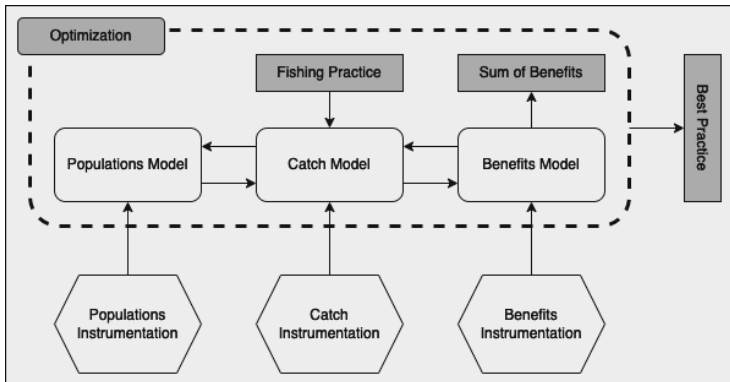 Optimization
Fishing Practice
Sum of Benefits
Best Practice
Populations Model
Catch Model
Benefits Model
Populations
Instrumentation
Catch
Instrumentation
Benefits
Instrumentation